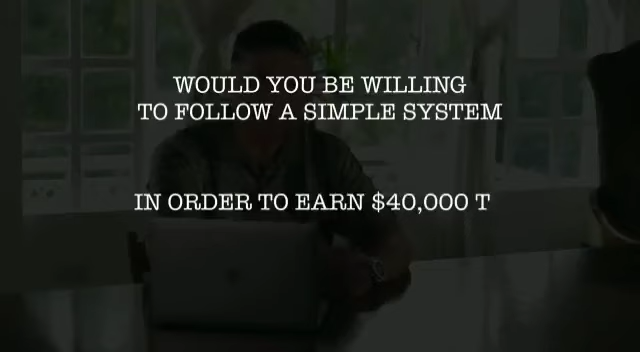 WOULD YOU BE WILLING
TO FOLLOW A SIMPLE SYSTEM
IN ORDER TO EARN $40,000 T